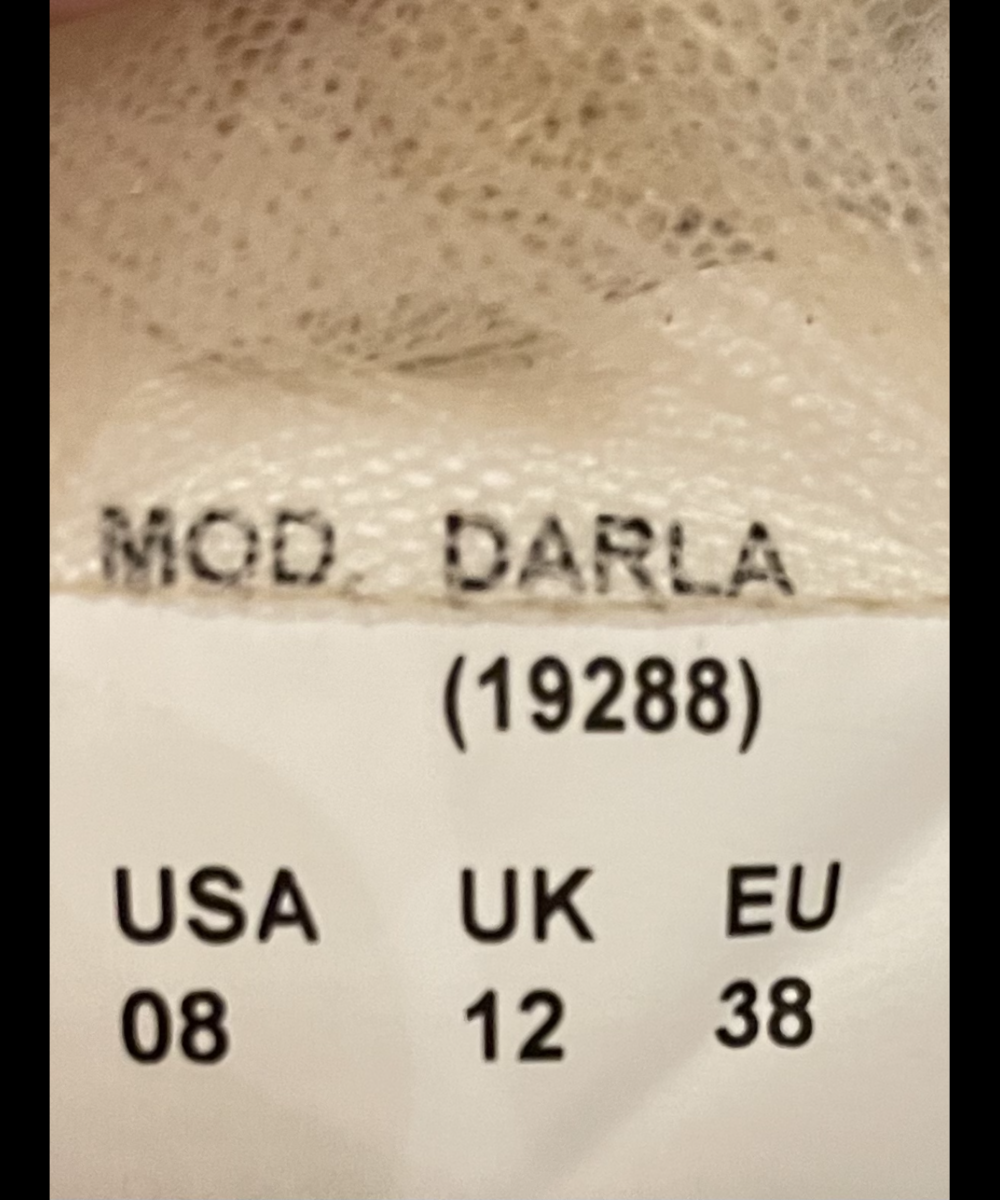 MOD DARLA
(19288)
USA UK EU
08 12 38